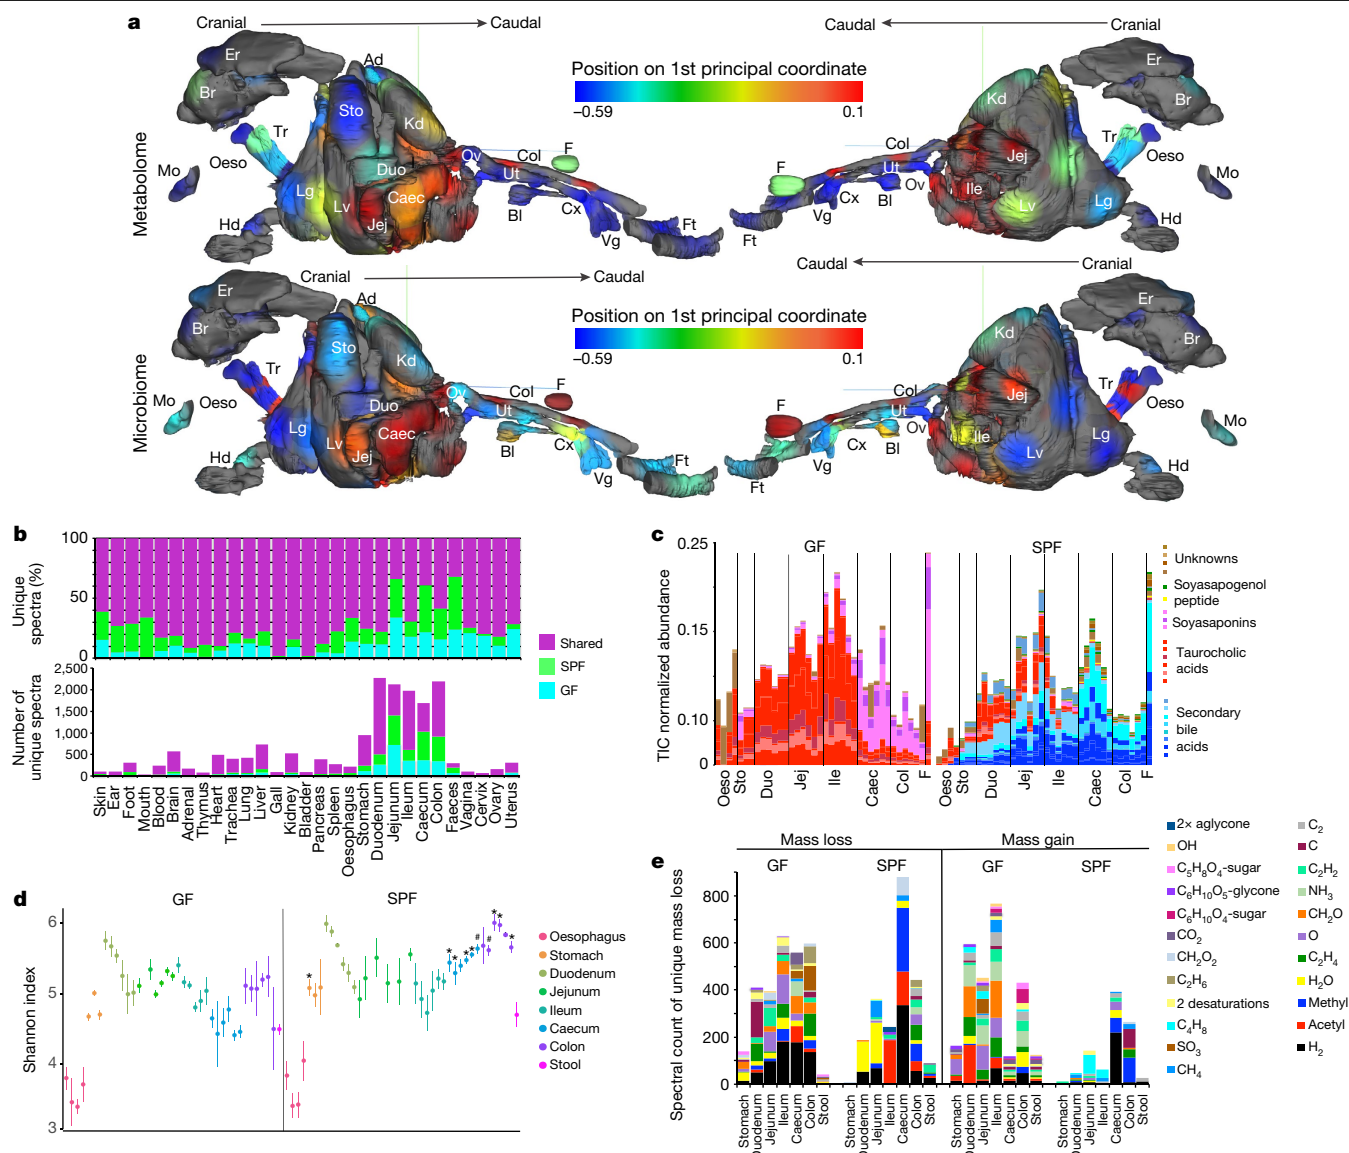 a
Cranial
Caudal
Caudal
Cranial
Metabolome
Er
Br
Ad
Sto
Kd
Tr
Oeso
Mo
Lg
Hd
Lv
Duo
Caec
Jej
Ov
Ut
Col
F
Bl
Cx
Vg
Ft
Position on 1st principal coordinate
−0.59
0.1
Kd
Er
Br
Tr
Oeso
Mo
Jej
Ile
Lv
Lg
Hd
Col
Ut
Ov
F
Cx
Bl
Vg
Ft
Cranial
Caudal
Caudal
Cranial
Microbiome
Er
Br
Ad
Sto
Kd
Tr
Oeso
Mo
Lg
Hd
Lv
Duo
Caec
Jej
Ov
Ut
Col
F
Bl
Cx
Vg
Ft
Position on 1st principal coordinate
−0.59
0.1
Kd
Er
Br
Tr
Oeso
Mo
Jej
Ile
Lv
Lg
Hd
Col
Ut
Ov
F
Cx
Bl
Vg
Ft
b
Unique
spectra (%)
100
50
0
Number of
unique spectra
2,500
2,000
1,500
1,000
500
0
Skin
Ear
Foot
Mouth
Blood
Brain
Adrenal
Thymus
Heart
Trachea
Lung
Liver
Gall
Kidney
Bladder
Pancreas
Spleen
Oesophagus
Stomach
Duodenum
Jejunum
Ileum
Caecum
Colon
Faeces
Vagina
Cervix
Ovary
Uterus
Shared
SPF
GF
c
TIC normalized abundance
0.25
0.15
0.10
0
GF
SPF
Oeso
Sto
Duo
Jej
Ile
Caec
Col
F
Oeso
Sto
Duo
Jej
Ile
Caec
Col
F
Unknowns
Soyasapogenol
peptide
Soyasaponins
Taurocholic
acids
Secondary
bile
acids
d
Shannon index
6
5
4
3
GF
SPF
*
* * * * # # * * *
Oesophagus
Stomach
Duodenum
Jejunum
Ileum
Caecum
Colon
Stool
e
Spectral count of unique mass loss
800
600
400
200
0
Mass loss
Mass gain
GF
SPF
GF
SPF
Stomach
Duodenum
Jejunum
Ileum
Caecum
Colon
Stool
Stomach
Duodenum
Jejunum
Ileum
Caecum
Colon
Stool
Stomach
Duodenum
Jejunum
Ileum
Caecum
Colon
Stool
Stomach
Duodenum
Jejunum
Ileum
Caecum
Colon
Stool
2× aglycone
OH
C₅H₈O₄-sugar
C₆H₁₀O₅-glycone
C₆H₁₀O₄-sugar
CO₂
CH₂O₂
C₂H₆
2 desaturations
C₄H₈
SO₃
CH₄
C₂
C
C₂H₂
NH₃
CH₂O
O
C₂H₄
H₂O
Methyl
Acetyl
H₂